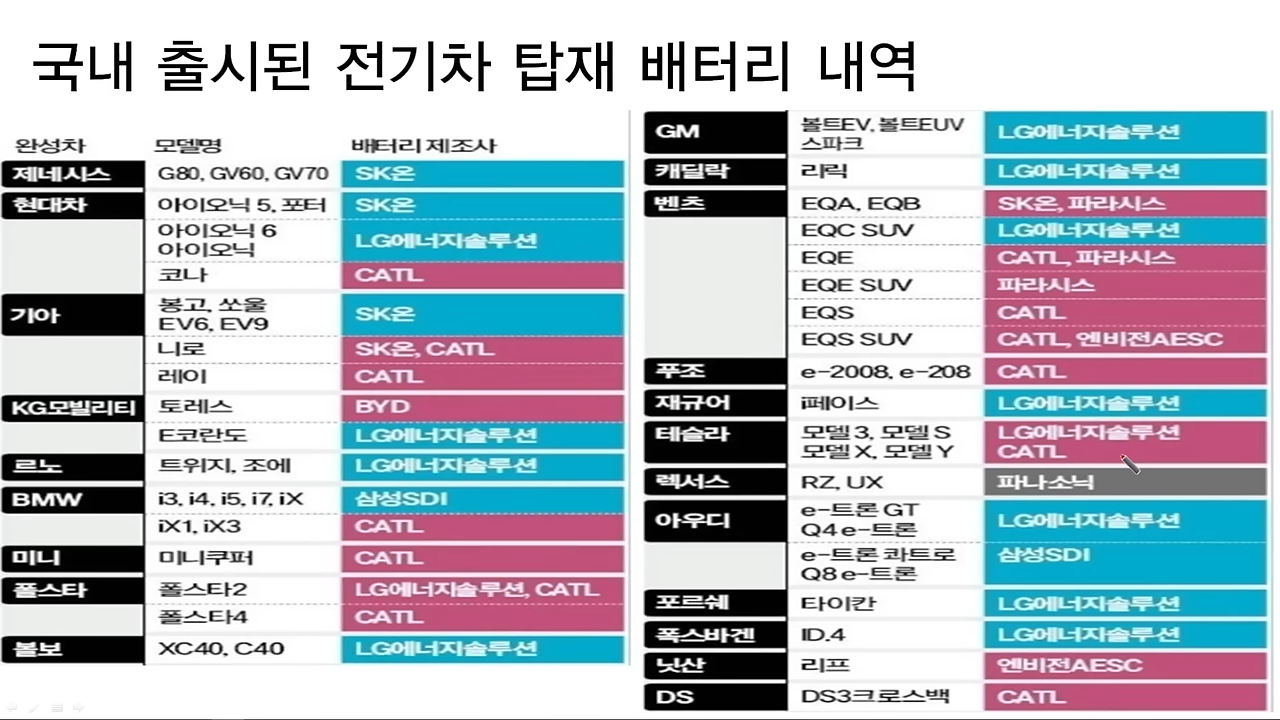 국내 출시된 전기차 탑재 배터리 내역
완성차 모델명 배터리 제조사
제네시스 G80, GV60, GV70 SK온
현대차 아이오닉 5, 포터 SK온
아이오닉 6
아이오닉 LG에너지솔루션
코나 CATL
기아 봉고, 쏘울
EV6, EV9 SK온
니로 SK온, CATL
레이 CATL
KG모빌리티 토레스 BYD
E코란도 LG에너지솔루션
르노 트위지, 조에 LG에너지솔루션
BMW i3, i4, i5, i7, iX 삼성SDI
iX1, iX3 CATL
미니 미니쿠퍼 CATL
폴스타 폴스타2 LG에너지솔루션, CATL
폴스타4 CATL
볼보 XC40, C40 LG에너지솔루션
GM 볼트EV, 볼트EUV
스파크 LG에너지솔루션
캐딜락 리릭 LG에너지솔루션
벤츠 EQA, EQB SK온, 파라시스
EQC SUV LG에너지솔루션
EQE CATL, 파라시스
EQE SUV 파라시스
EQS CATL
EQS SUV CATL, 엔비전AESC
푸조 e-2008, e-208 CATL
재규어 i페이스 LG에너지솔루션
테슬라 모델 3, 모델 S LG에너지솔루션
모델 X, 모델 Y CATL
렉서스 RZ, UX 파나소닉
아우디 e-트론 GT
Q4 e-트론 LG에너지솔루션
e-트론 콰트로 삼성SDI
Q8 e-트론
포르쉐 타이칸 LG에너지솔루션
폭스바겐 ID.4 LG에너지솔루션
닛산 리프 엔비전AESC
DS DS3크로스백 CATL